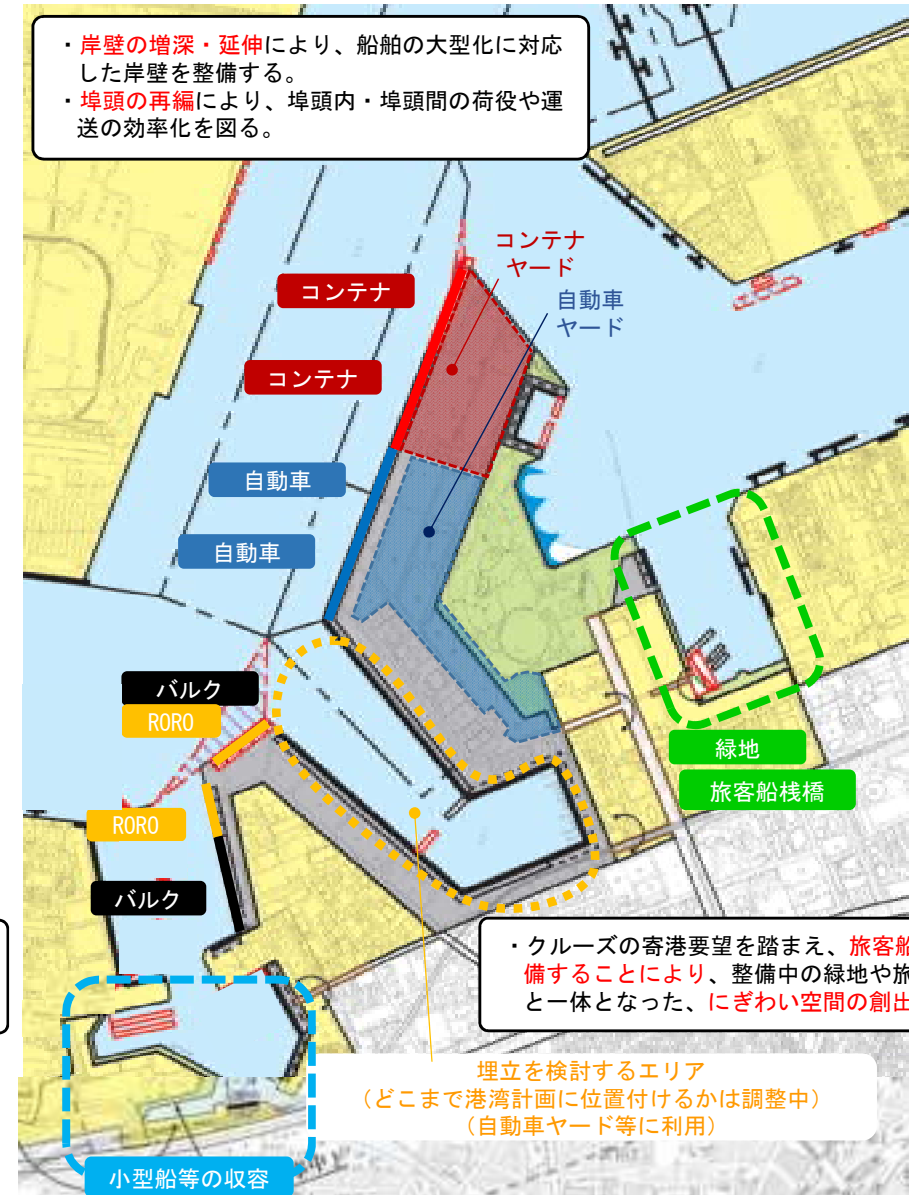 ・岸壁の増深・延伸により、船舶の大型化に対応
した岸壁を整備する。
・埠頭の再編により、埠頭内・埠頭間の荷役や運
送の効率化を図る。
コンテナ
ヤード
自動車
ヤード
コンテナ
コンテナ
自動車
自動車
バルク
RORO
緑地
旅客船桟橋
RORO
バルク
・クルーズの寄港要望を踏まえ、旅客船
備することにより、整備中の緑地や旅
と一体となった、にぎわい空間の創出
埋立を検討するエリア
（どこまで港湾計画に位置付けるかは調整中）
（自動車ヤード等に利用）
小型船等の収容